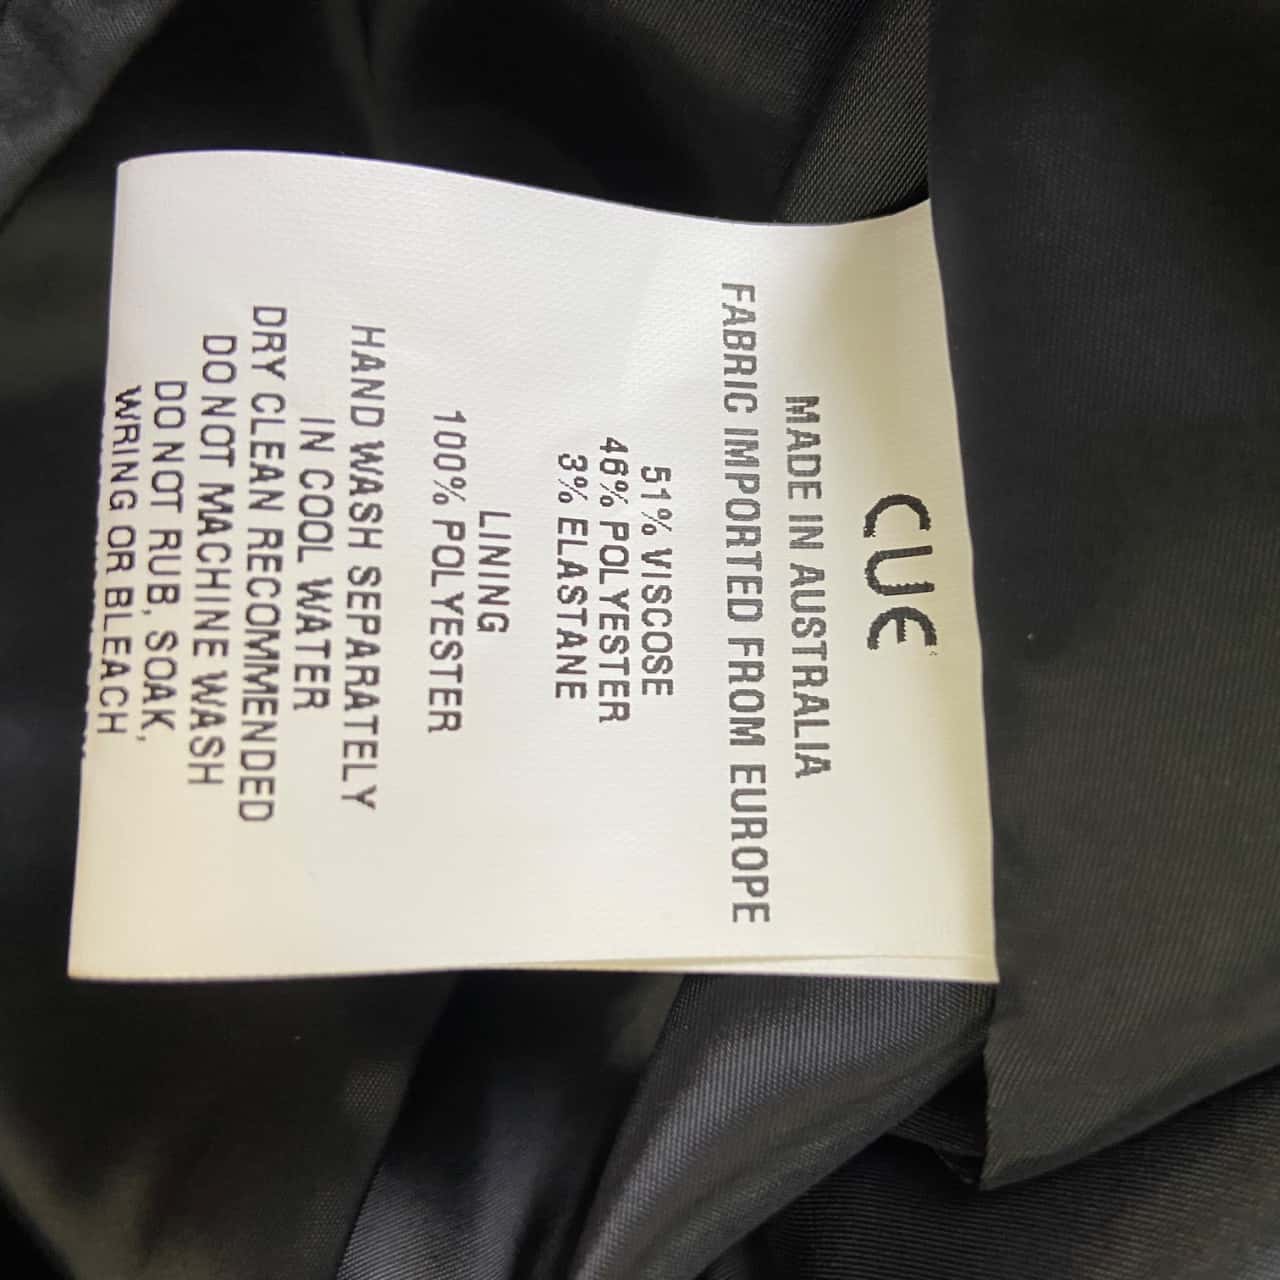 CUE
MADE IN AUSTRALIA
FABRIC IMPORTED FROM EUROPE
51% VISCOSE
46% POLYESTER
3% ELASTANE
LINING
100% POLYESTER
HAND WASH SEPARATELY
IN COOL WATER
DRY CLEAN RECOMMENDED
DO NOT MACHINE WASH
DO NOT RUB, SOAK,
WRING OR BLEACH